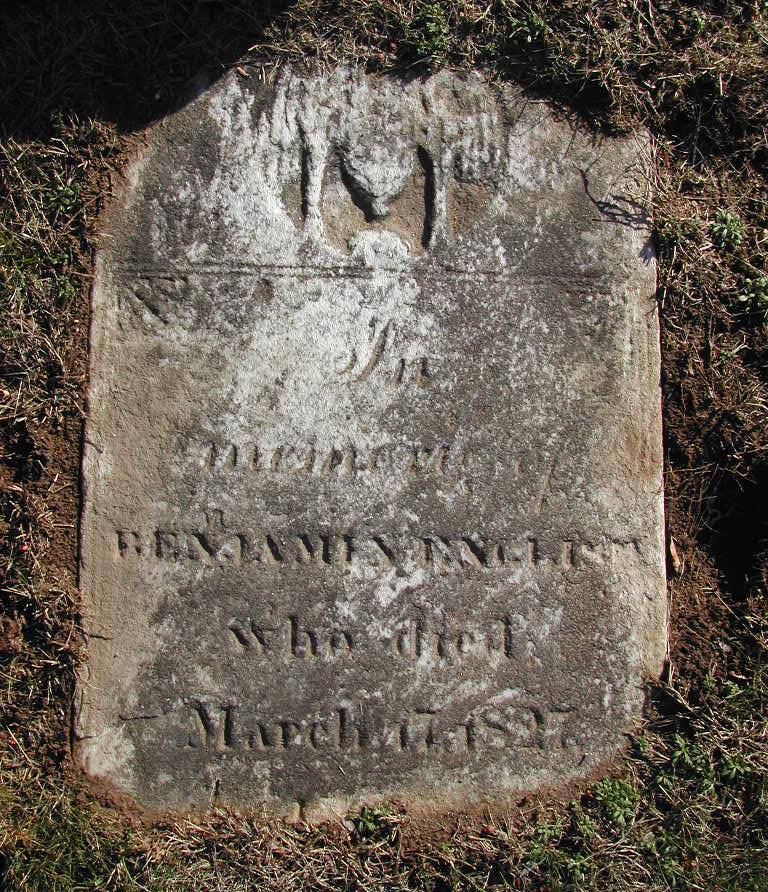 In
memory of
BENJAMIN ENGLISH
who died
March 17, 1827.